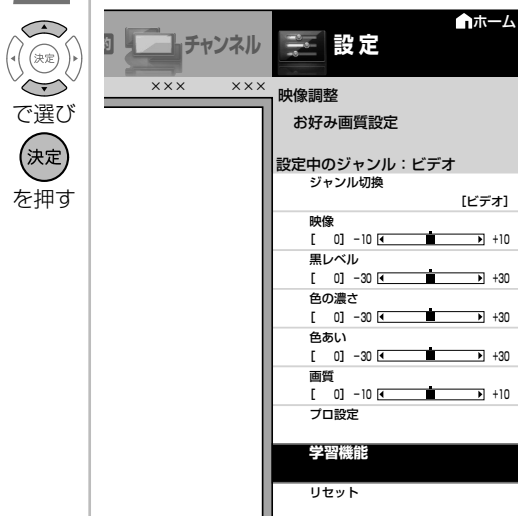 決定
で選び
決定
を押す
約
チャンネル
設定
ホーム
××× ×××
映像調整
お好み画質設定
設定中のジャンル：ビデオ
ジャンル切換
[ビデオ]
映像
[ 0] -10 +10
黒レベル
[ 0] -30 +30
色の濃さ
[ 0] -30 +30
色あい
[ 0] -30 +30
画質
[ 0] -10 +10
プロ設定
学習機能
リセット